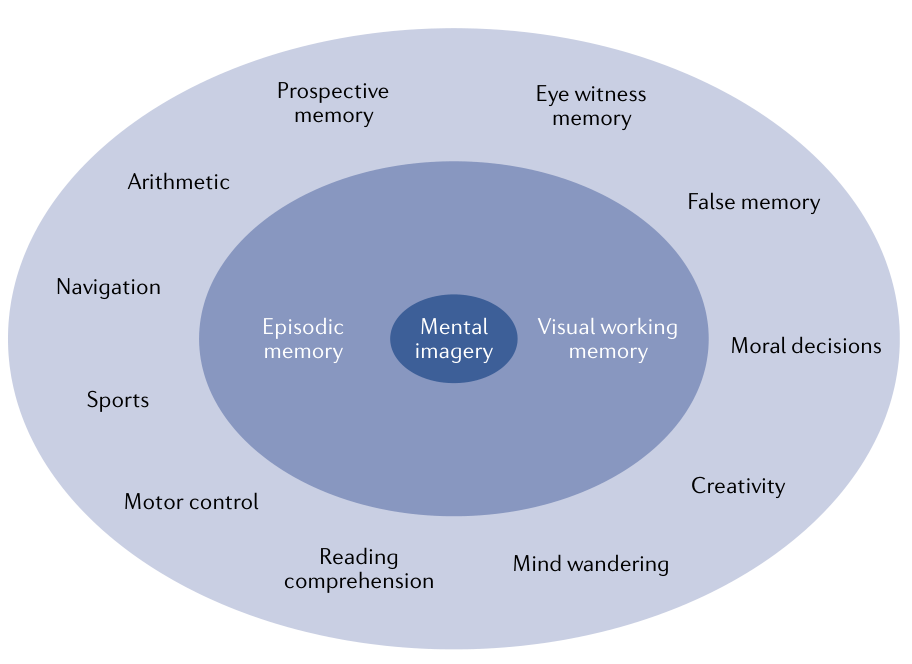 Prospective
memory
Eye witness
memory
Arithmetic
False memory
Navigation
Episodic
memory
Mental
imagery
Visual working
memory
Moral decisions
Sports
Creativity
Motor control
Reading
comprehension
Mind wandering